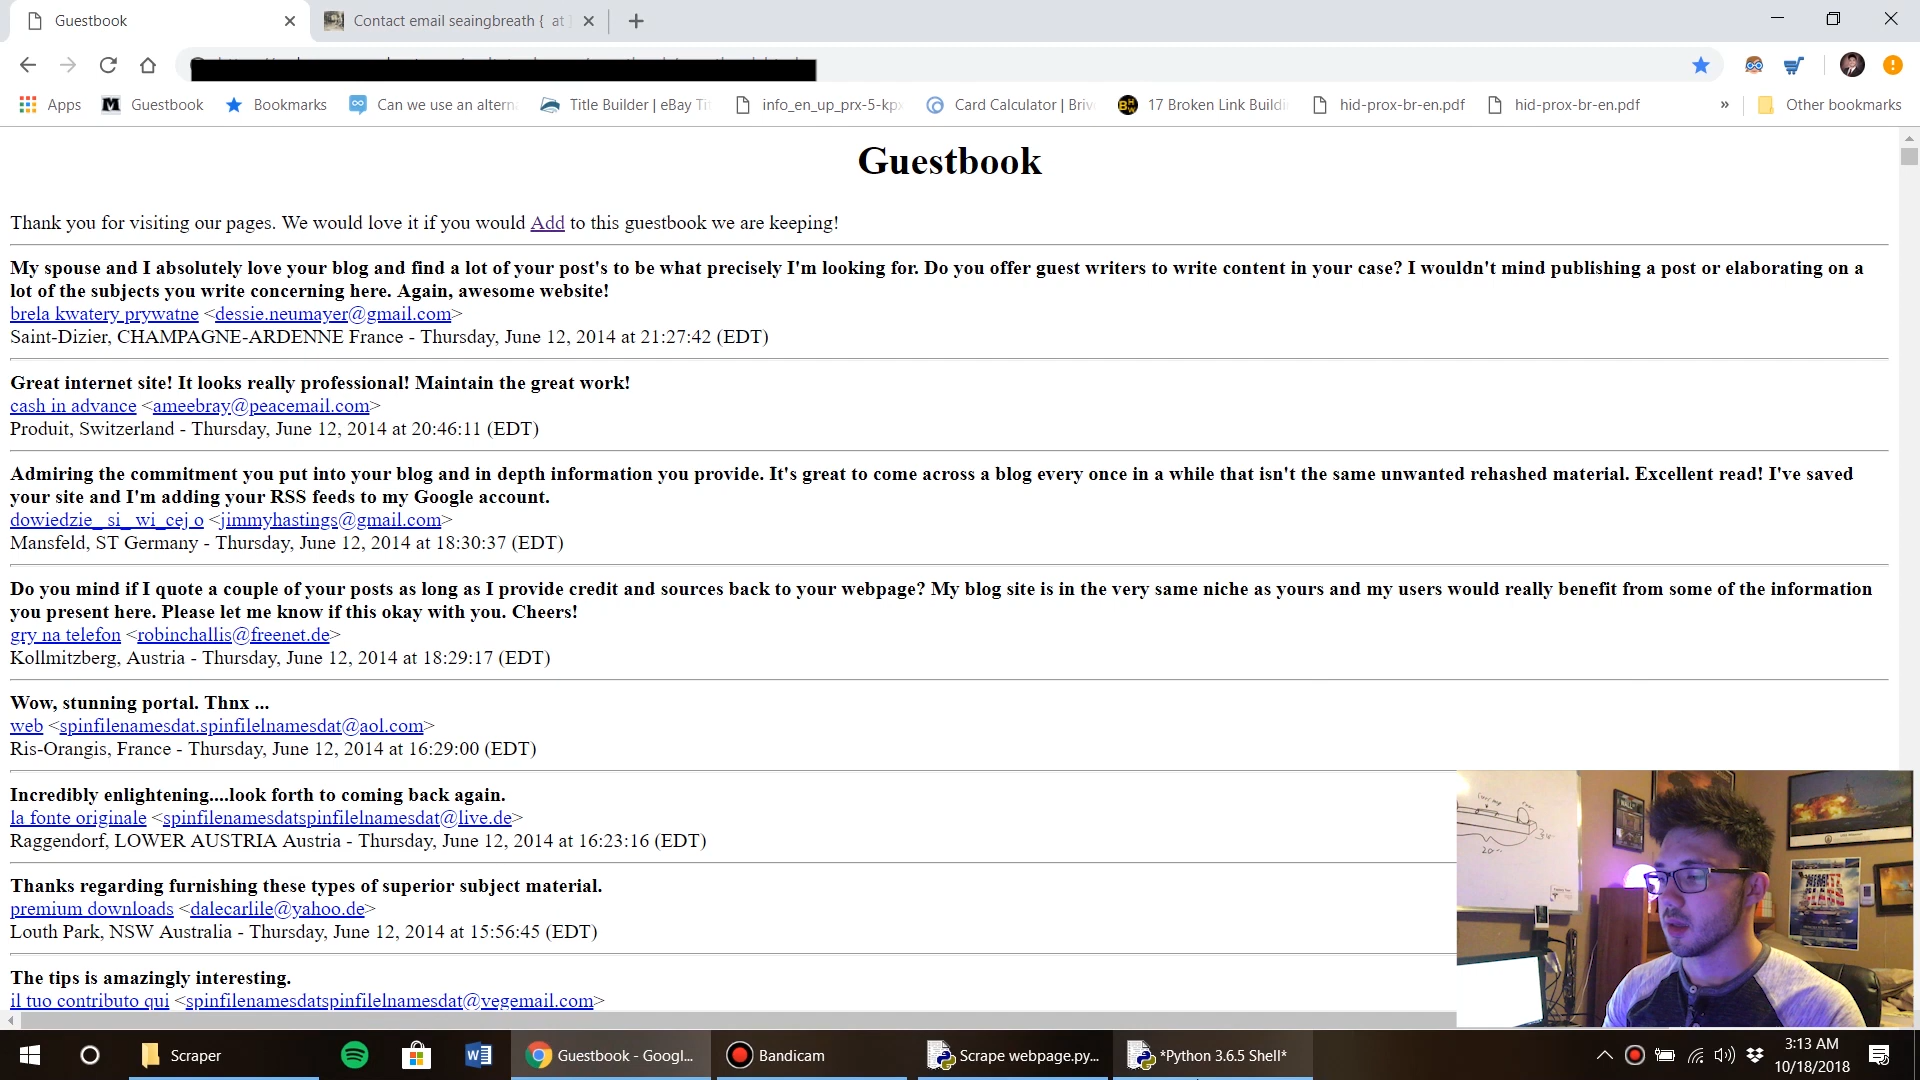 Guestbook
Contact email seaingbreath { at }
Apps
Guestbook
Bookmarks
Can we use an altern
Title Builder | eBay Tit
info_en_up_prx-5-kpx
Card Calculator | Briv
17 Broken Link Buildi
hid-prox-br-en.pdf
hid-prox-br-en.pdf
»
Other bookmarks
Guestbook
Thank you for visiting our pages. We would love it if you would Add to this guestbook we are keeping!
My spouse and I absolutely love your blog and find a lot of your post's to be what precisely I'm looking for. Do you offer guest writers to write content in your case? I wouldn't mind publishing a post or elaborating on a
lot of the subjects you write concerning here. Again, awesome website!
brela kwatery prywatne <dessie.neumayer@gmail.com>
Saint-Dizier, CHAMPAGNE-ARDENNE France - Thursday, June 12, 2014 at 21:27:42 (EDT)
Great internet site! It looks really professional! Maintain the great work!
cash in advance <ameebray@peacemail.com>
Produit, Switzerland - Thursday, June 12, 2014 at 20:46:11 (EDT)
Admiring the commitment you put into your blog and in depth information you provide. It's great to come across a blog every once in a while that isn't the same unwanted rehashed material. Excellent read! I've saved
your site and I'm adding your RSS feeds to my Google account.
dowiedzie_ si_ wi_cej o <jimmyhastings@gmail.com>
Mansfeld, ST Germany - Thursday, June 12, 2014 at 18:30:37 (EDT)
Do you mind if I quote a couple of your posts as long as I provide credit and sources back to your webpage? My blog site is in the very same niche as yours and my users would really benefit from some of the information
you present here. Please let me know if this okay with you. Cheers!
gry na telefon <robinchallis@freenet.de>
Kollmitzberg, Austria - Thursday, June 12, 2014 at 18:29:17 (EDT)
Wow, stunning portal. Thnx ...
web <spinfilenamesdat.spinfilelnamesdat@aol.com>
Ris-Orangis, France - Thursday, June 12, 2014 at 16:29:00 (EDT)
Incredibly enlightening....look forth to coming back again.
la fonte originale <spinfilenamesdatspinfilelnamesdat@live.de>
Raggendorf, LOWER AUSTRIA Austria - Thursday, June 12, 2014 at 16:23:16 (EDT)
Thanks regarding furnishing these types of superior subject material.
premium downloads <dalecarlile@yahoo.de>
Louth Park, NSW Australia - Thursday, June 12, 2014 at 15:56:45 (EDT)
The tips is amazingly interesting.
il tuo contributo qui <spinfilenamesdatspinfilelnamesdat@vegemail.com>
Scraper
Guestbook - Googl...
Bandicam
Scrape webpage.py...
*Python 3.6.5 Shell*
3:13 AM
10/18/2018